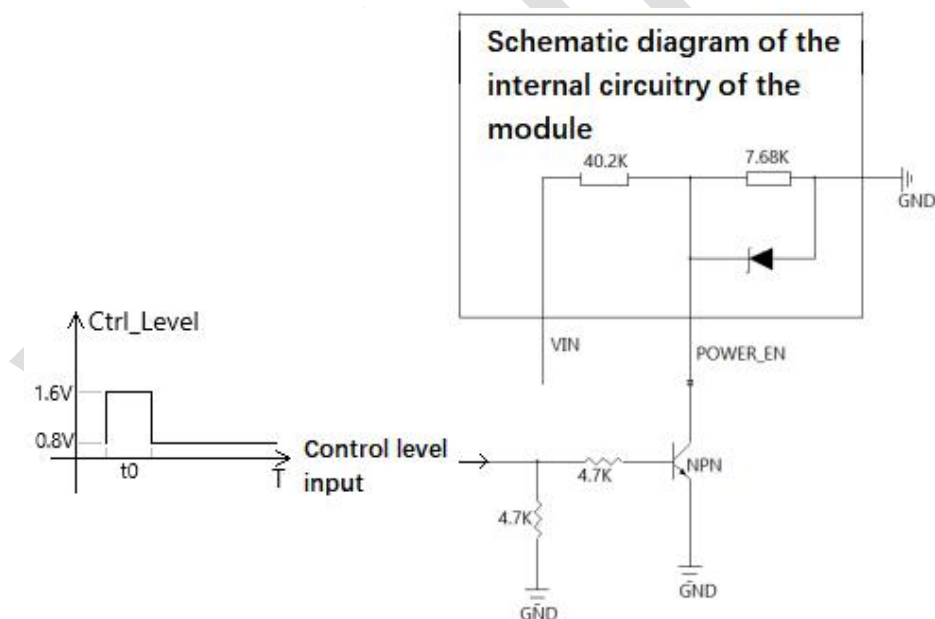 Schematic diagram of the
internal circuitry of the
module
40.2K
7.68K
GND
VIN
POWER_EN
Ctrl_Level
1.6V
0.8V
t0
T
Control level
input
4.7K
NPN
4.7K
GND
GND